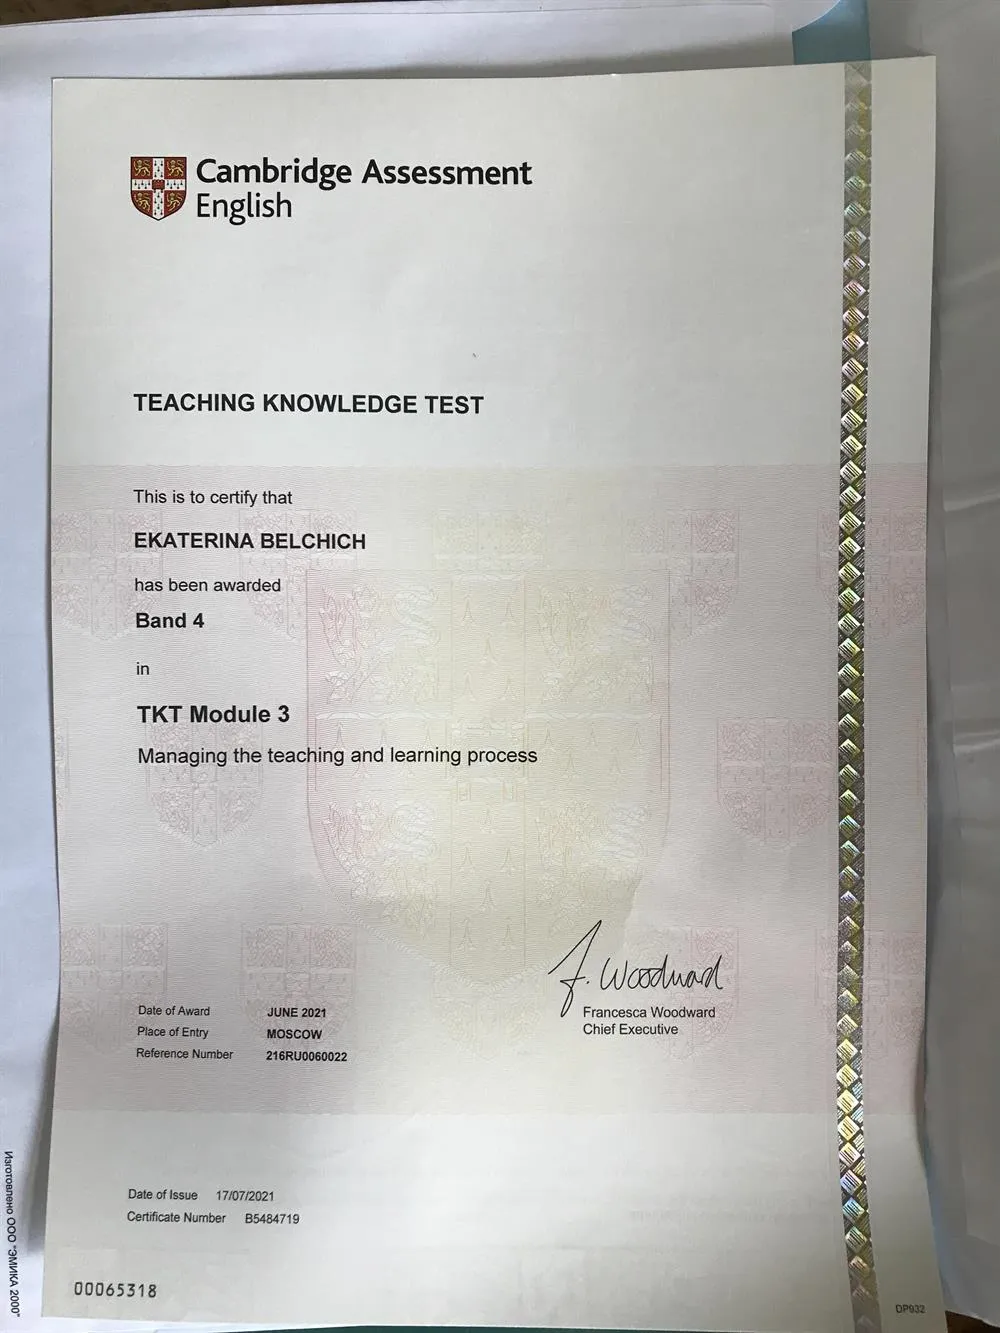 Cambridge Assessment
English
TEACHING KNOWLEDGE TEST
This is to certify that
EKATERINA BELCHICH
has been awarded
Band 4
in
TKT Module 3
Managing the teaching and learning process
F. Woodward
Francesca Woodward
Chief Executive
Date of Award JUNE 2021
Place of Entry MOSCOW
Reference Number 216RU0060022
Date of Issue 17/07/2021
Certificate Number B5484719
00065318
DP932
Изготовлено ООО "ЭМИКА 2000"